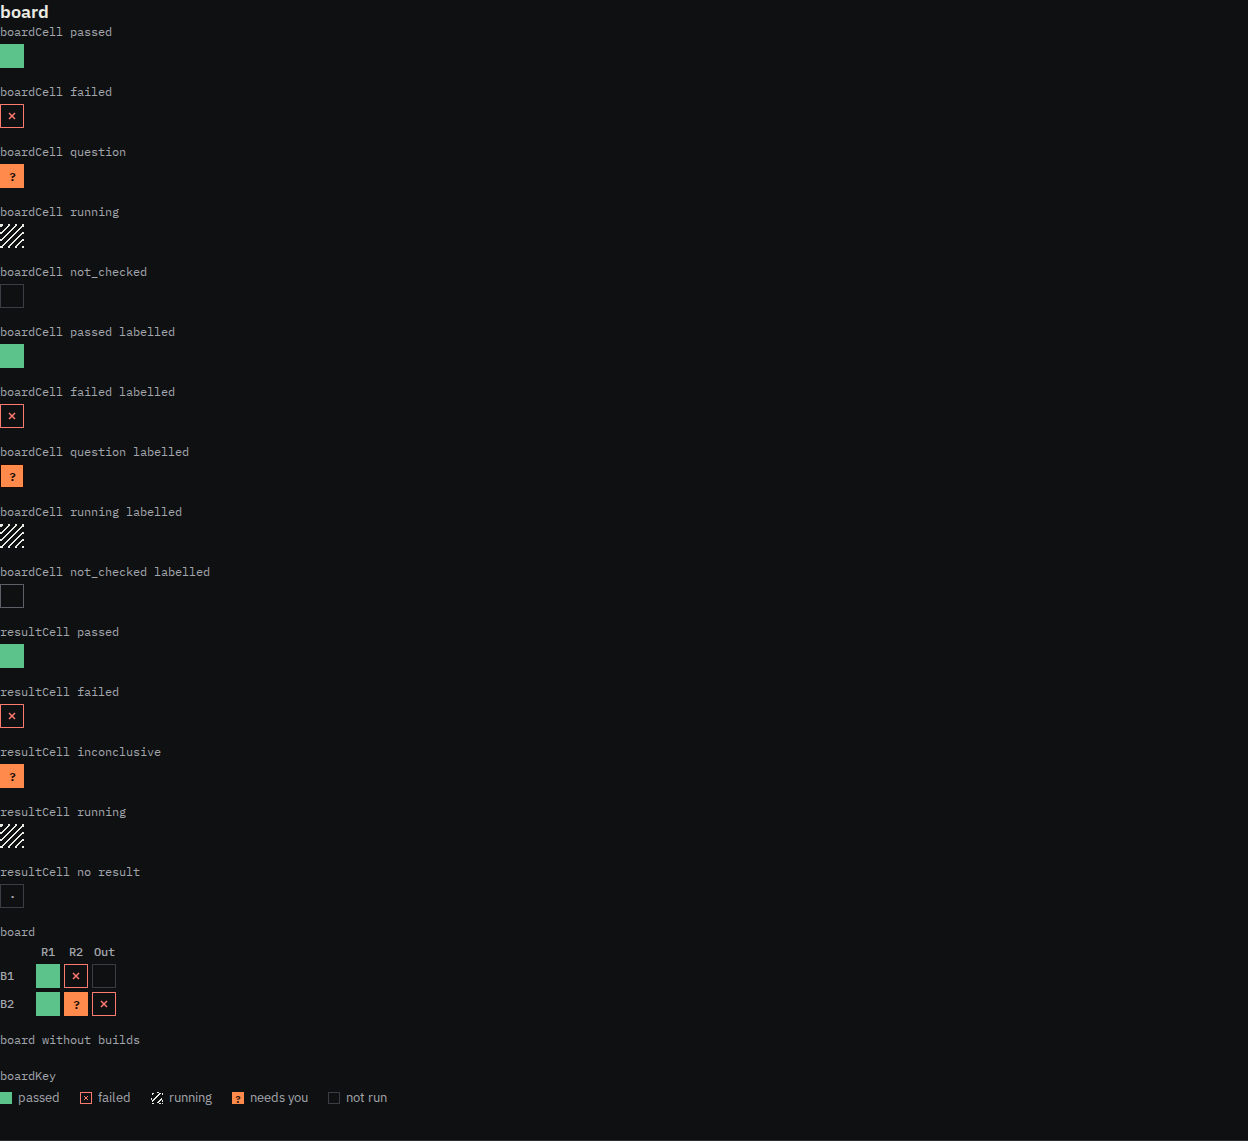 board
boardCell passed
boardCell failed
×
boardCell question
?
boardCell running
boardCell not_checked
boardCell passed labelled
boardCell failed labelled
×
boardCell question labelled
?
boardCell running labelled
boardCell not_checked labelled
resultCell passed
resultCell failed
×
resultCell inconclusive
?
resultCell running
resultCell no result
·
board
R1 R2 Out
B1 ×
B2 ? ×
board without builds
boardKey
passed × failed running ? needs you not run